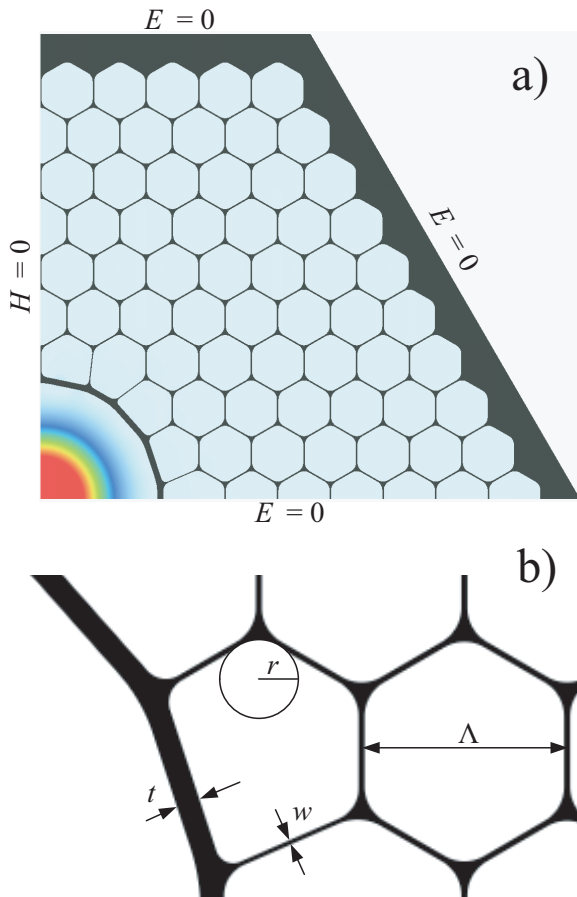 E = 0
a)
H = 0
E = 0
E = 0
b)
r
Λ
t
w